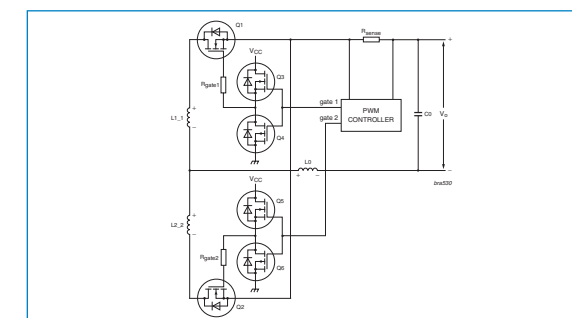 Q1
Rsense
+
VCC
Q3
Rgate1
gate 1
PWM
CONTROLLER
gate 2
C0
Vo
L1_1
+
−
Q4
L0
+ −
−
bra530
VCC
Q5
L2_2
+
−
Rgate2
Q6
Q2